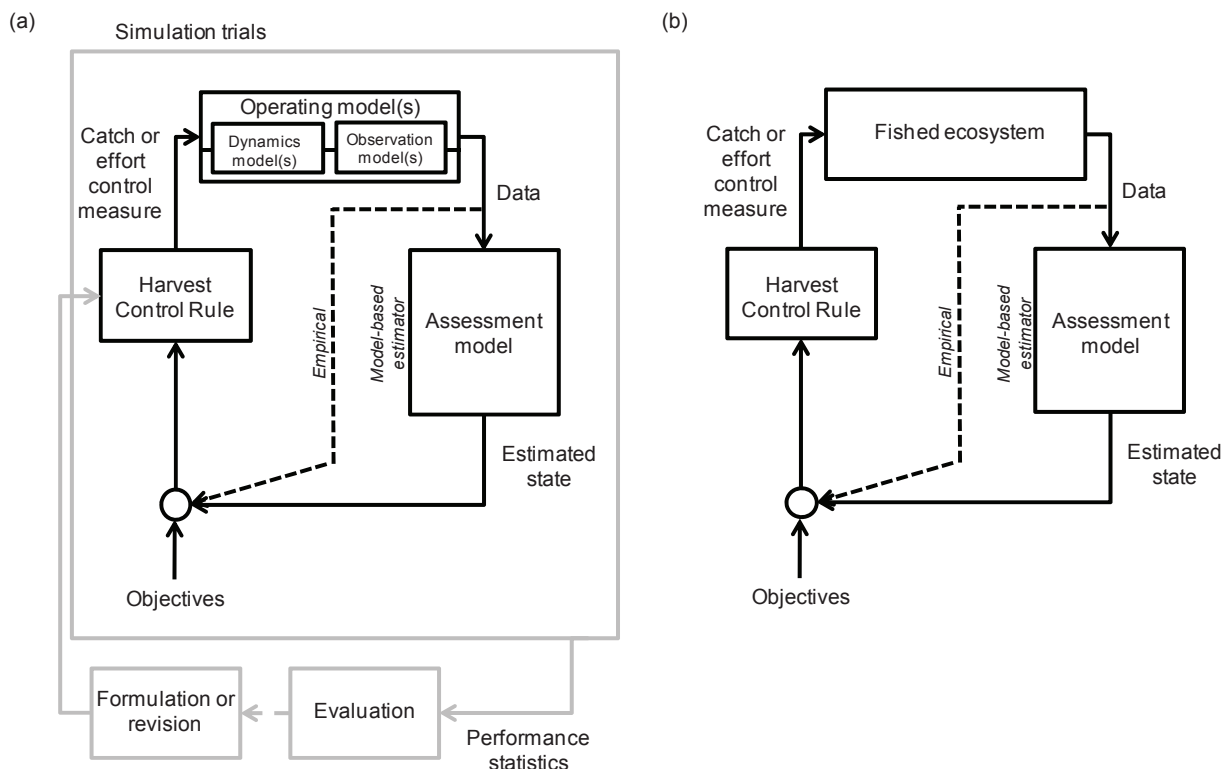 (a)
Simulation trials
Operating model(s)
Dynamics
model(s)
Observation
model(s)
Catch or
effort
control
measure
Data
Harvest
Control Rule
Empirical
Model-based
estimator
Assessment
model
Estimated
state
Objectives
Formulation or
revision
Evaluation
Performance
statistics
(b)
Fished ecosystem
Catch or
effort
control
measure
Data
Harvest
Control Rule
Empirical
Model-based
estimator
Assessment
model
Estimated
state
Objectives